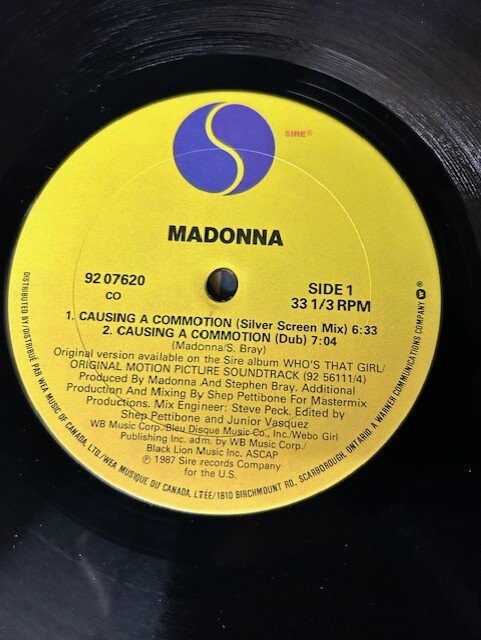 SIRE®
MADONNA
92 07620
CO
SIDE 1
33 1/3 RPM
1. CAUSING A COMMOTION (Silver Screen Mix) 6:33
2. CAUSING A COMMOTION (Dub) 7:04
(Madonna/S. Bray)
Original version available on the Sire album WHO'S THAT GIRL/
ORIGINAL MOTION PICTURE SOUNDTRACK (92 56111/4)
Produced By Madonna And Stephen Bray. Additional
Production And Mixing By Shep Pettibone For Mastermix
Productions. Mix Engineer: Steve Peck. Edited by
Shep Pettibone and Junior Vasquez
WB Music Corp./Bleu Disque Music Co., Inc./Webo Girl
Publishing Inc. adm. by WB Music Corp./
Black Lion Music Inc. ASCAP
℗ 1987 Sire records Company
for the U.S.
DISTRIBUTED BY/DISTRIBUÉ PAR WEA MUSIC OF CANADA, LTD./WEA MUSIQUE DU CANADA, LTÉE/1810 BIRCHMOUNT RD., SCARBOROUGH, ONTARIO. A WARNER COMMUNICATIONS COMPANY